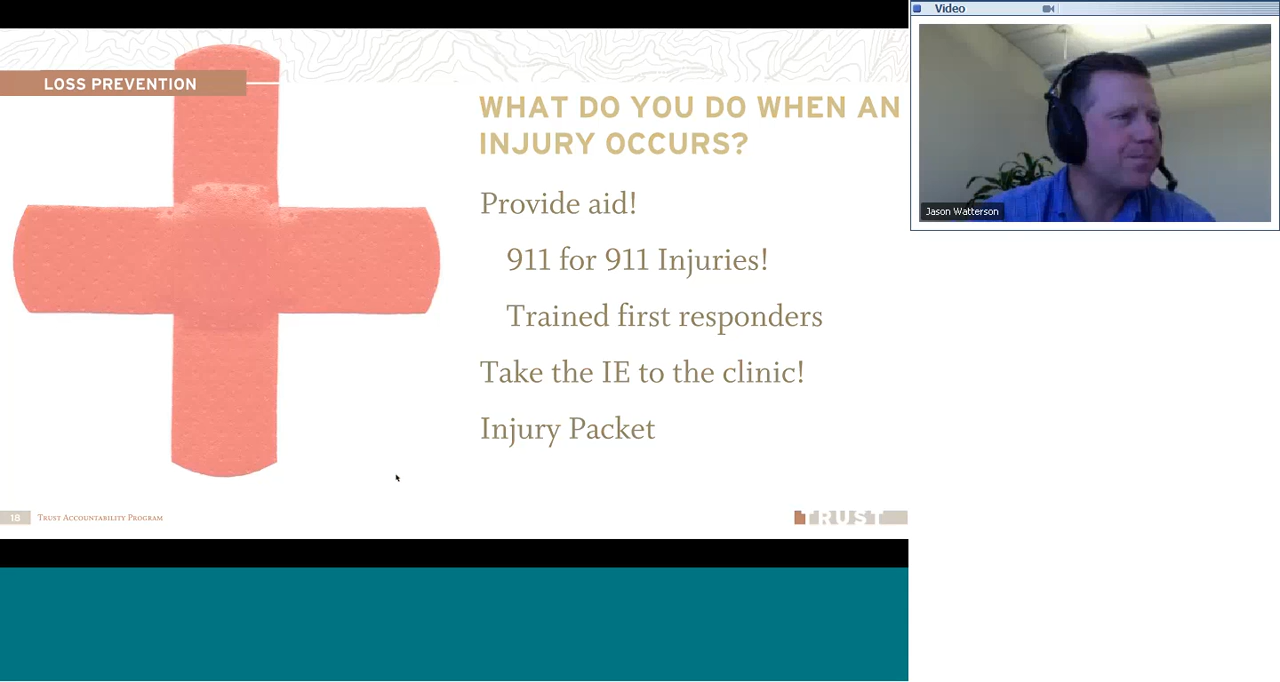 LOSS PREVENTION
WHAT DO YOU DO WHEN AN
INJURY OCCURS?
Provide aid!
911 for 911 Injuries!
Trained first responders
Take the IE to the clinic!
Injury Packet
18 Trust Accountability Program
TRUST
Video
Jason Watterson